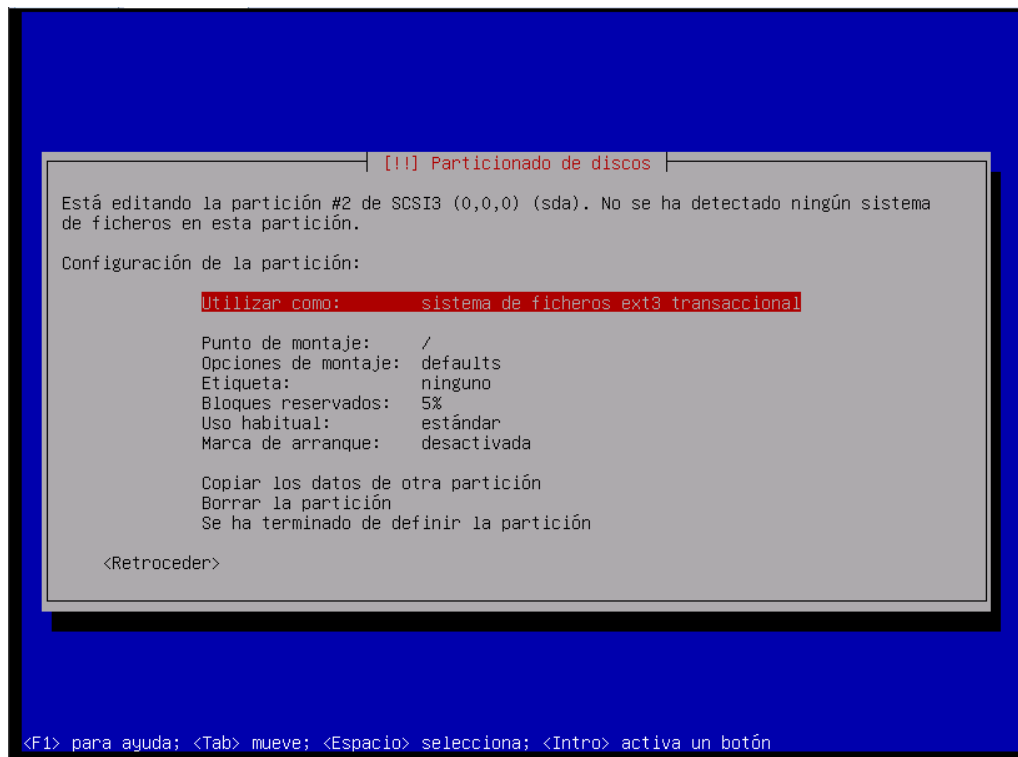 [!!] Particionado de discos
Está editando la partición #2 de SCSI3 (0,0,0) (sda). No se ha detectado ningún sistema
de ficheros en esta partición.
Configuración de la partición:
Utilizar como: sistema de ficheros ext3 transaccional
Punto de montaje: /
Opciones de montaje: defaults
Etiqueta: ninguno
Bloques reservados: 5%
Uso habitual: estándar
Marca de arranque: desactivada
Copiar los datos de otra partición
Borrar la partición
Se ha terminado de definir la partición
<Retroceder>
<F1> para ayuda; <Tab> mueve; <Espacio> selecciona; <Intro> activa un botón